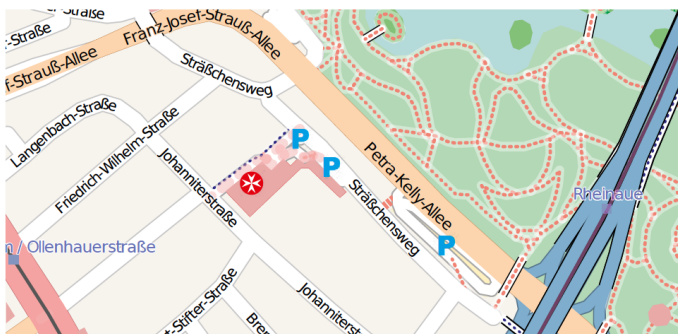 Franz-Josef-Strauß-Allee
t-Straße
f-Strauß-Allee
Sträßchensweg
Langenbach-Straße
Friedrich-Wilhelm-Straße
Johanniterstraße
P
P
Petra-Kelly-Allee
Sträßchensweg
Rheinaue
P
n / Ollenhauerstraße
t-Stifter-Straße
Johanniterst
Bre